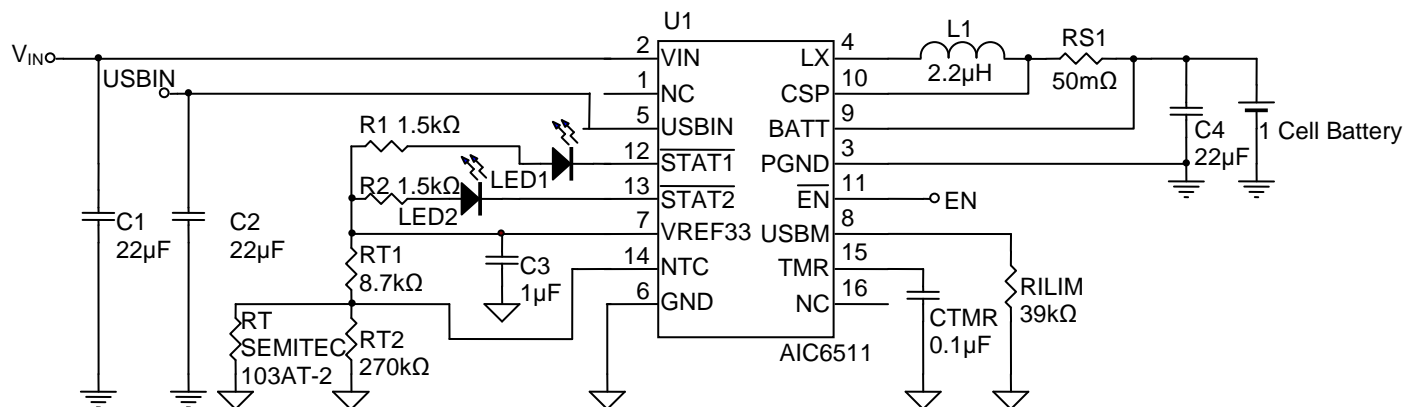 U1
L1
RS1
VIN
2
VIN
LX
4
2.2μH
50mΩ
USBIN
1
NC
CSP
10
5
USBIN
BATT
9
C4
22μF
1 Cell Battery
R1 1.5kΩ
LED1
12
STAT1
PGND
3
R2 1.5kΩ
LED2
13
STAT2
EN
11
EN
C1
22μF
C2
22μF
7
VREF33
USBM
8
RT1
8.7kΩ
C3
1μF
14
NTC
TMR
15
RILIM
39kΩ
6
GND
NC
16
CTMR
0.1μF
RT
SEMITEC
103AT-2
RT2
270kΩ
AIC6511